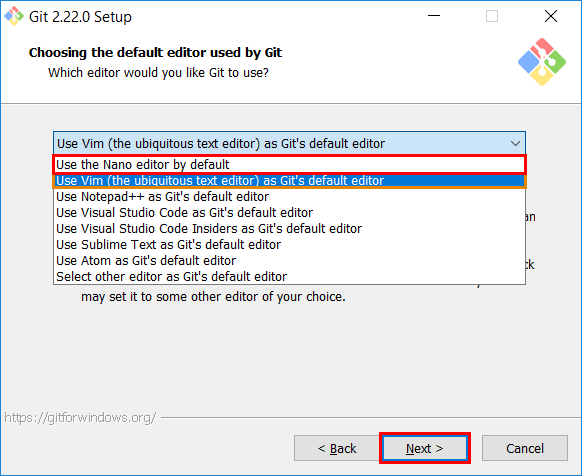 Git 2.22.0 Setup
Choosing the default editor used by Git
Which editor would you like Git to use?
Use Vim (the ubiquitous text editor) as Git's default editor
Use the Nano editor by default
Use Vim (the ubiquitous text editor) as Git's default editor
Use Notepad++ as Git's default editor
Use Visual Studio Code as Git's default editor
an
Use Visual Studio Code Insiders as Git's default editor
Use Sublime Text as Git's default editor
Use Atom as Git's default editor
ck
Select other editor as Git's default editor
may set it to some other editor of your choice.
https://gitforwindows.org/
< Back
Next >
Cancel